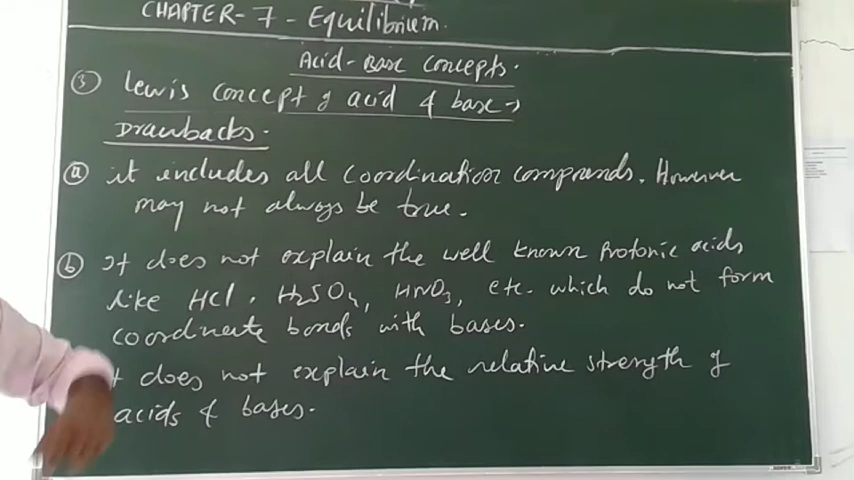 CHAPTER-7-Equilibrium.
Acid-Base concepts.
③ Lewis concept of acid & base→
Drawbacks.
ⓐ it includes all coordination compounds. However
may not always be true.
ⓑ It does not explain the well known Protonic acids
like HCl, H₂SO₄, HNO₃, etc. which do not form
coordinate bonds with bases.
t does not explain the relative strength of
acids & bases.